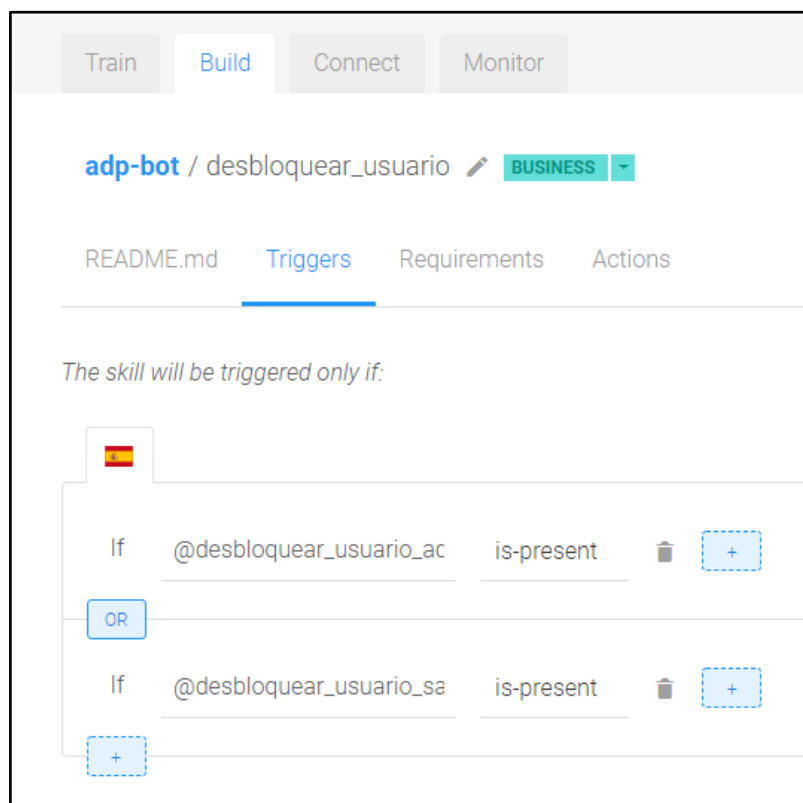 Train Build Connect Monitor
adp-bot / desbloquear_usuario BUSINESS
README.md Triggers Requirements Actions
The skill will be triggered only if:
If @desbloquear_usuario_ac is-present +
OR
If @desbloquear_usuario_sa is-present +
+